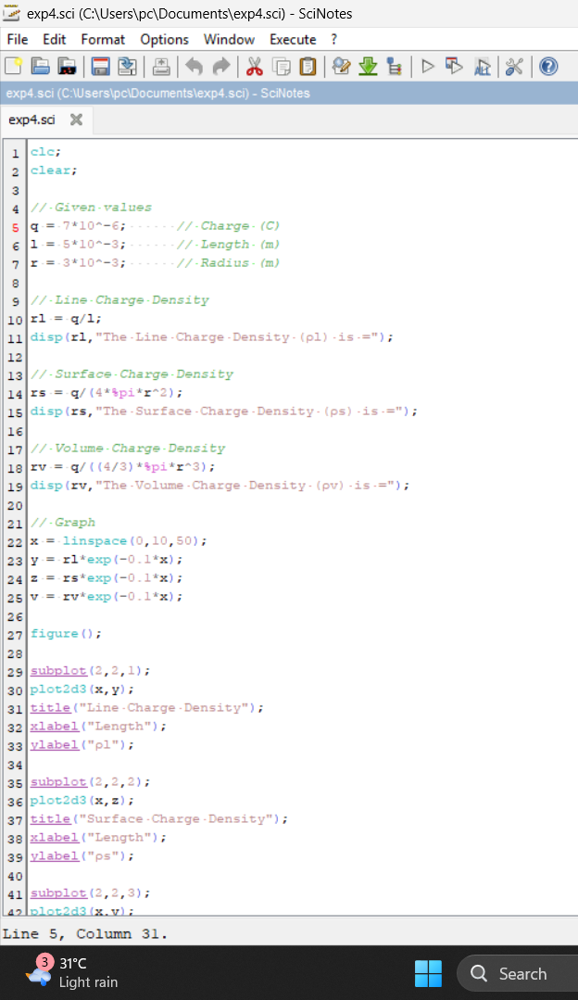 exp4.sci (C:\Users\pc\Documents\exp4.sci) - SciNotes
File Edit Format Options Window Execute ?
exp4.sci (C:\Users\pc\Documents\exp4.sci) - SciNotes
exp4.sci
1 clc;
2 clear;
3
4 // Given values
5 q = 7*10^-6; // Charge (C)
6 l = 5*10^-3; // Length (m)
7 r = 3*10^-3; // Radius (m)
8
9 // Line Charge Density
10 rl = q/l;
11 disp(rl,"The Line Charge Density (ρl) is =");
12
13 // Surface Charge Density
14 rs = q/(4*%pi*r^2);
15 disp(rs,"The Surface Charge Density (ρs) is =");
16
17 // Volume Charge Density
18 rv = q/((4/3)*%pi*r^3);
19 disp(rv,"The Volume Charge Density (ρv) is =");
20
21 // Graph
22 x = linspace(0,10,50);
23 y = rl*exp(-0.1*x);
24 z = rs*exp(-0.1*x);
25 v = rv*exp(-0.1*x);
26
27 figure();
28
29 subplot(2,2,1);
30 plot2d3(x,y);
31 title("Line Charge Density");
32 xlabel("Length");
33 ylabel("ρl");
34
35 subplot(2,2,2);
36 plot2d3(x,z);
37 title("Surface Charge Density");
38 xlabel("Length");
39 ylabel("ρs");
40
41 subplot(2,2,3);
42 plot2d3(x,v);
Line 5, Column 31.
3
31°C
Light rain
Search